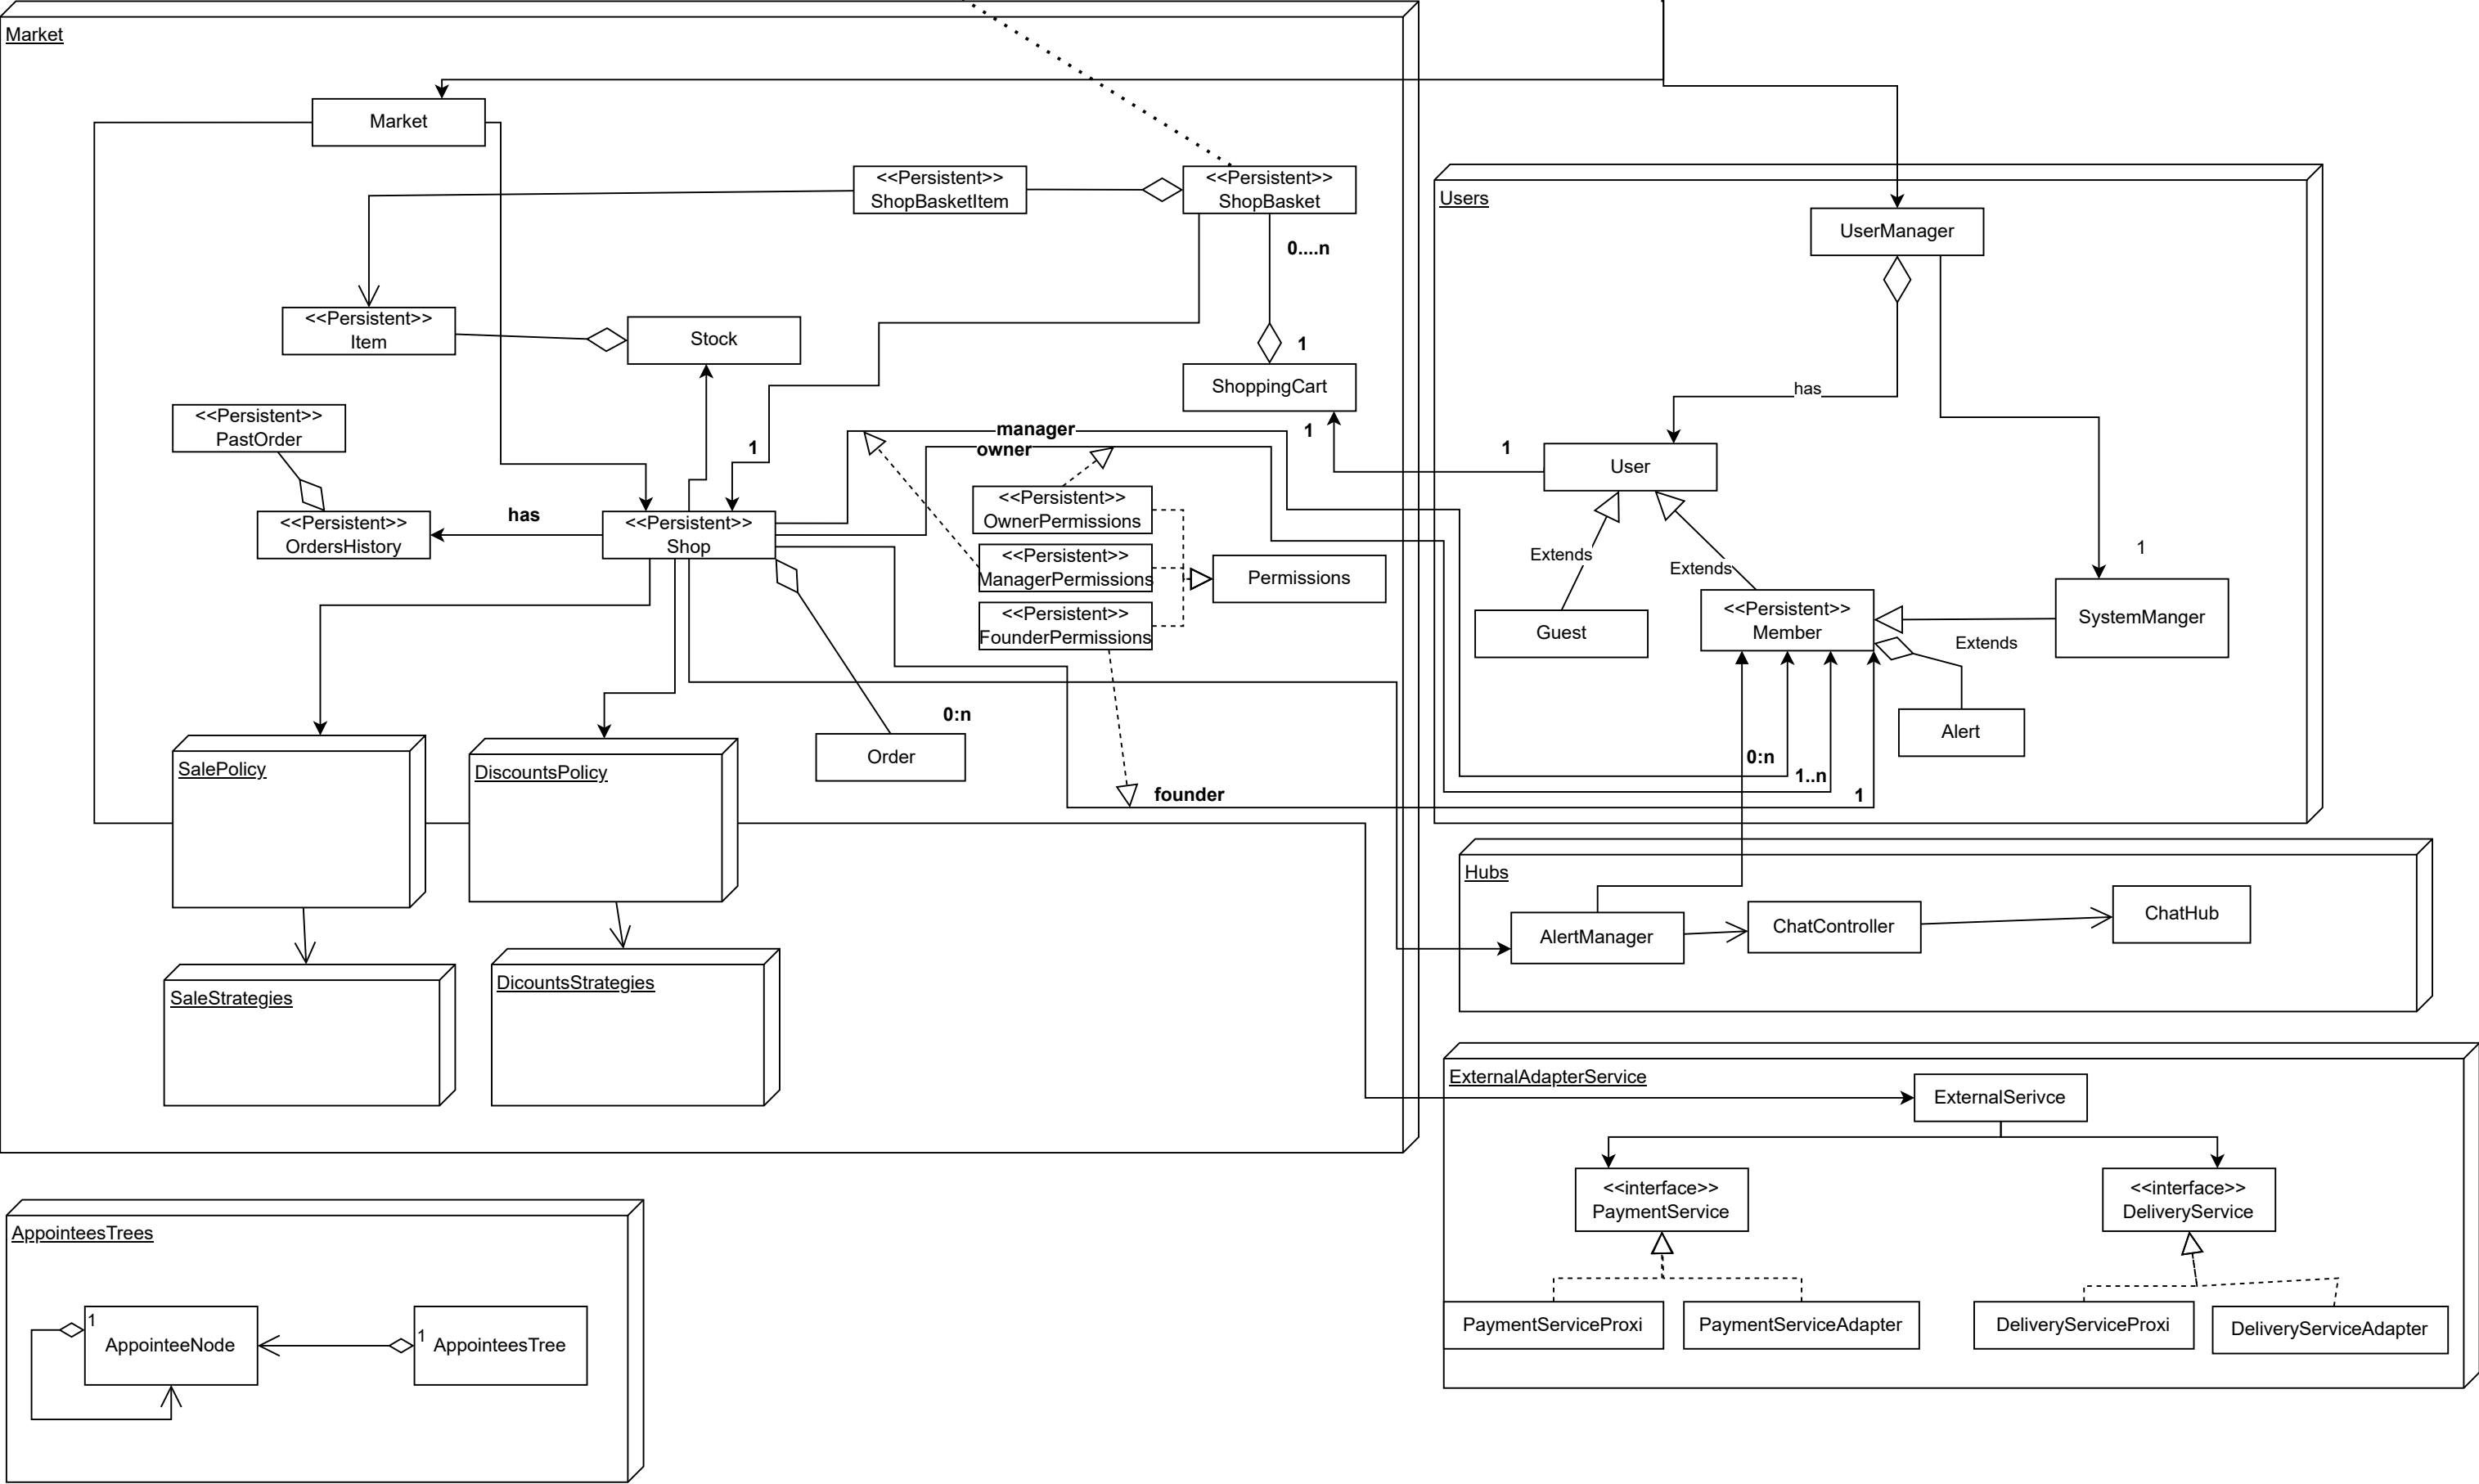 Market
Market
<<Persistent>>
ShopBasketItem
<<Persistent>>
ShopBasket
0....n
<<Persistent>>
Item
Stock
1
ShoppingCart
<<Persistent>>
PastOrder
1
manager
owner
1
1
has
<<Persistent>>
OrdersHistory
<<Persistent>>
Shop
<<Persistent>>
OwnerPermissions
<<Persistent>>
ManagerPermissions
<<Persistent>>
FounderPermissions
Permissions
0:n
Order
SalePolicy
DiscountsPolicy
founder
SaleStrategies
DicountsStrategies
Users
UserManager
has
User
Extends
Extends
1
Guest
<<Persistent>>
Member
SystemManger
Extends
Alert
0:n
1..n
1
Hubs
AlertManager
ChatController
ChatHub
ExternalAdapterService
ExternalSerivce
<<interface>>
PaymentService
<<interface>>
DeliveryService
PaymentServiceProxi
PaymentServiceAdapter
DeliveryServiceProxi
DeliveryServiceAdapter
AppointeesTrees
1
AppointeeNode
1
AppointeesTree